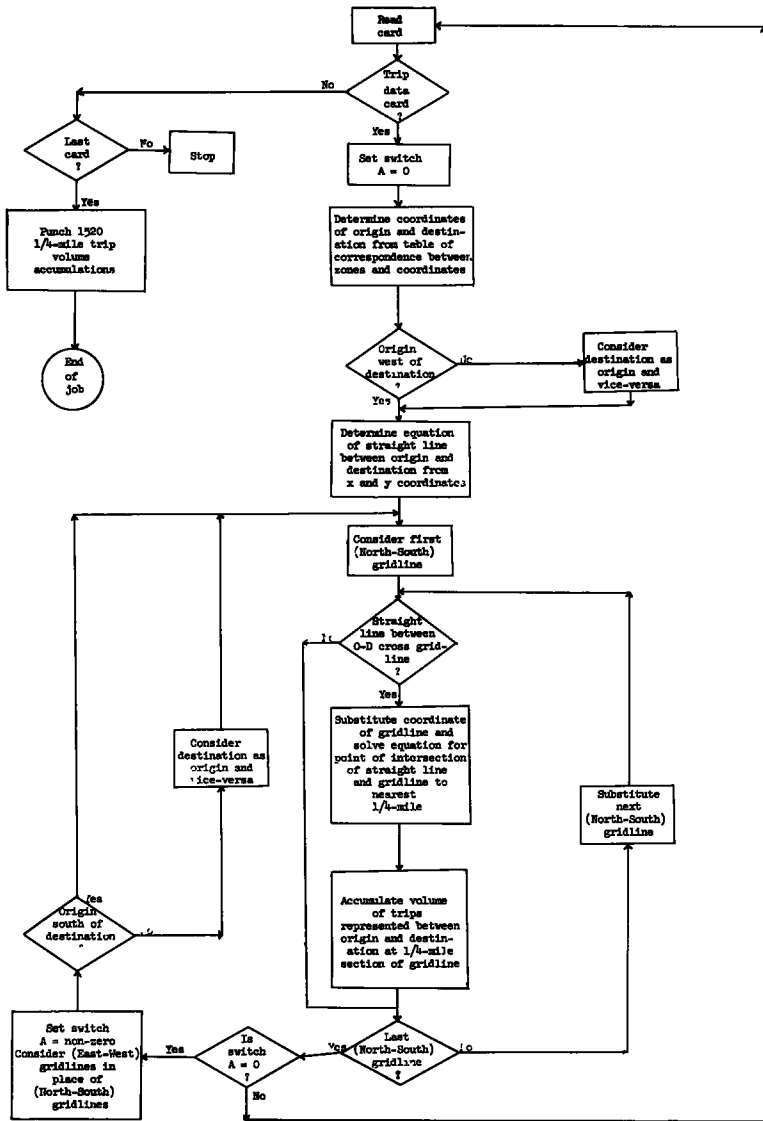 Read
card
Trip
data
card
?
No
Yes
Last
card
?
No
Stop
Yes
Set switch
A = 0
Punch 1520
1/4-mile trip
volume
accumulations
Determine coordinates
of origin and destin-
ation from table of
correspondence between
zones and coordinates
End
of
job
Origin
west of
destination
?
Yes
Consider
destination as
origin and
vice-versa
Determine equation
of straight line
between origin and
destination from
x and y coordinates
Consider first
(North-South)
gridline
Straight
line between
O-D cross grid-
line
?
Yes
Substitute coordinate
of gridline and
solve equation for
point of intersection
of straight line
and gridline to
nearest
1/4-mile
Consider
destination as
origin and
vice-versa
Substitute
next
(North-South)
gridline
Accumulate volume
of trips
represented between
origin and destin-
ation at 1/4-mile
section of gridline
Yes
Origin
south of
destination
Last
(North-South)
gridline
?
Yes
Is
switch
A = 0
?
Yes
No
Set switch
A = non-zero
Consider (East-West)
gridlines in
place of
(North-South)
gridlines